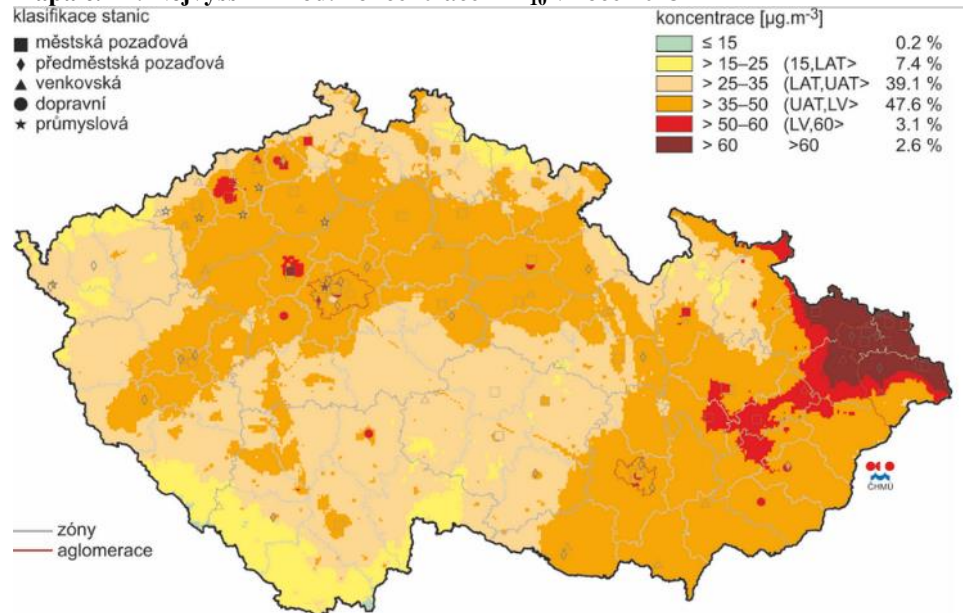 klasifikace stanic
■ městská pozaďová
♦ předměstská pozaďová
▲ venkovská
● dopravní
★ průmyslová
koncentrace [µg.m⁻³]
≤ 15 0.2 %
> 15–25 (15,LAT> 7.4 %
> 25–35 (LAT,UAT> 39.1 %
> 35–50 (UAT,LV> 47.6 %
> 50–60 (LV,60> 3.1 %
> 60 >60 2.6 %
ČHMÚ
zóny
aglomerace